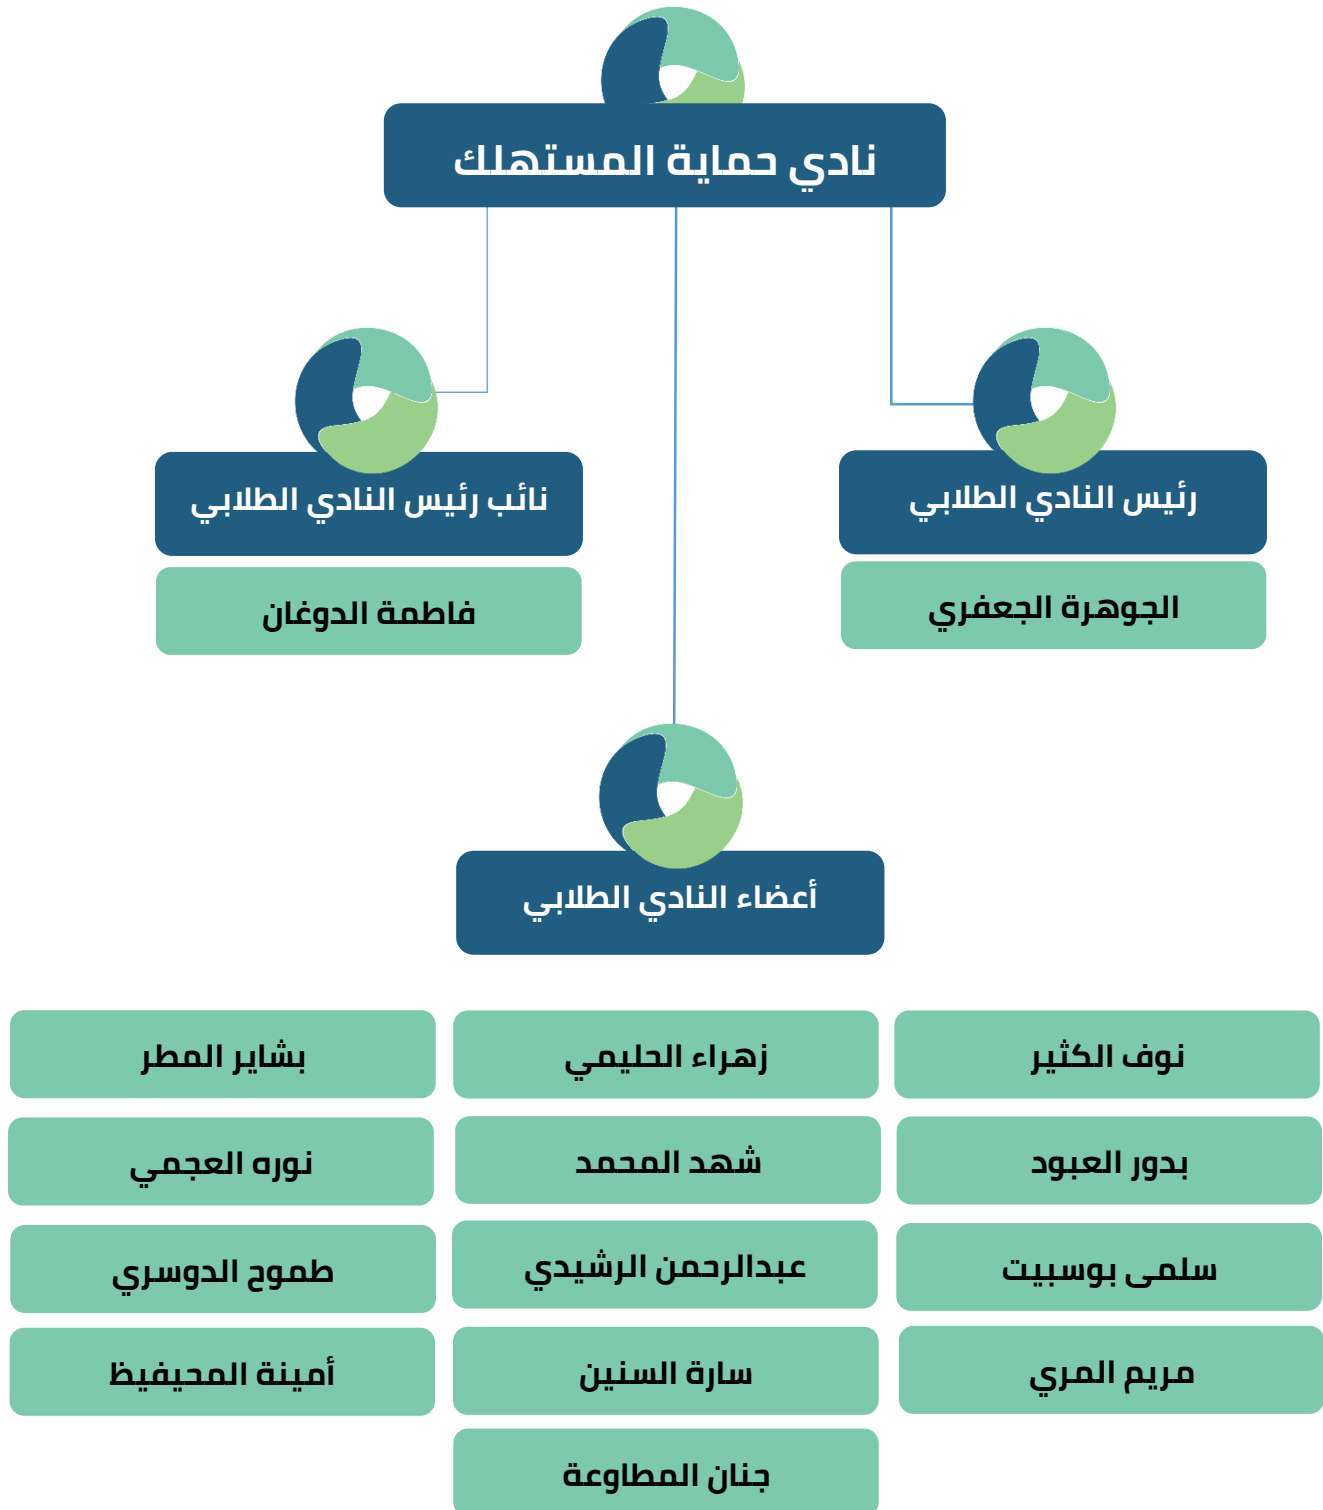 نادي حماية المستهلك
رئيس النادي الطلابي
نائب رئيس النادي الطلابي
الجوهرة الجعفري
فاطمة الدوغان
أعضاء النادي الطلابي
نوف الكثير
زهراء الحليمي
بشاير المطر
بدور العبود
شهد المحمد
نوره العجمي
سلمى بوسبيت
عبدالرحمن الرشيدي
طموح الدوسري
مريم المري
سارة السنين
أمينة المحيفيظ
جنان المطاوعة